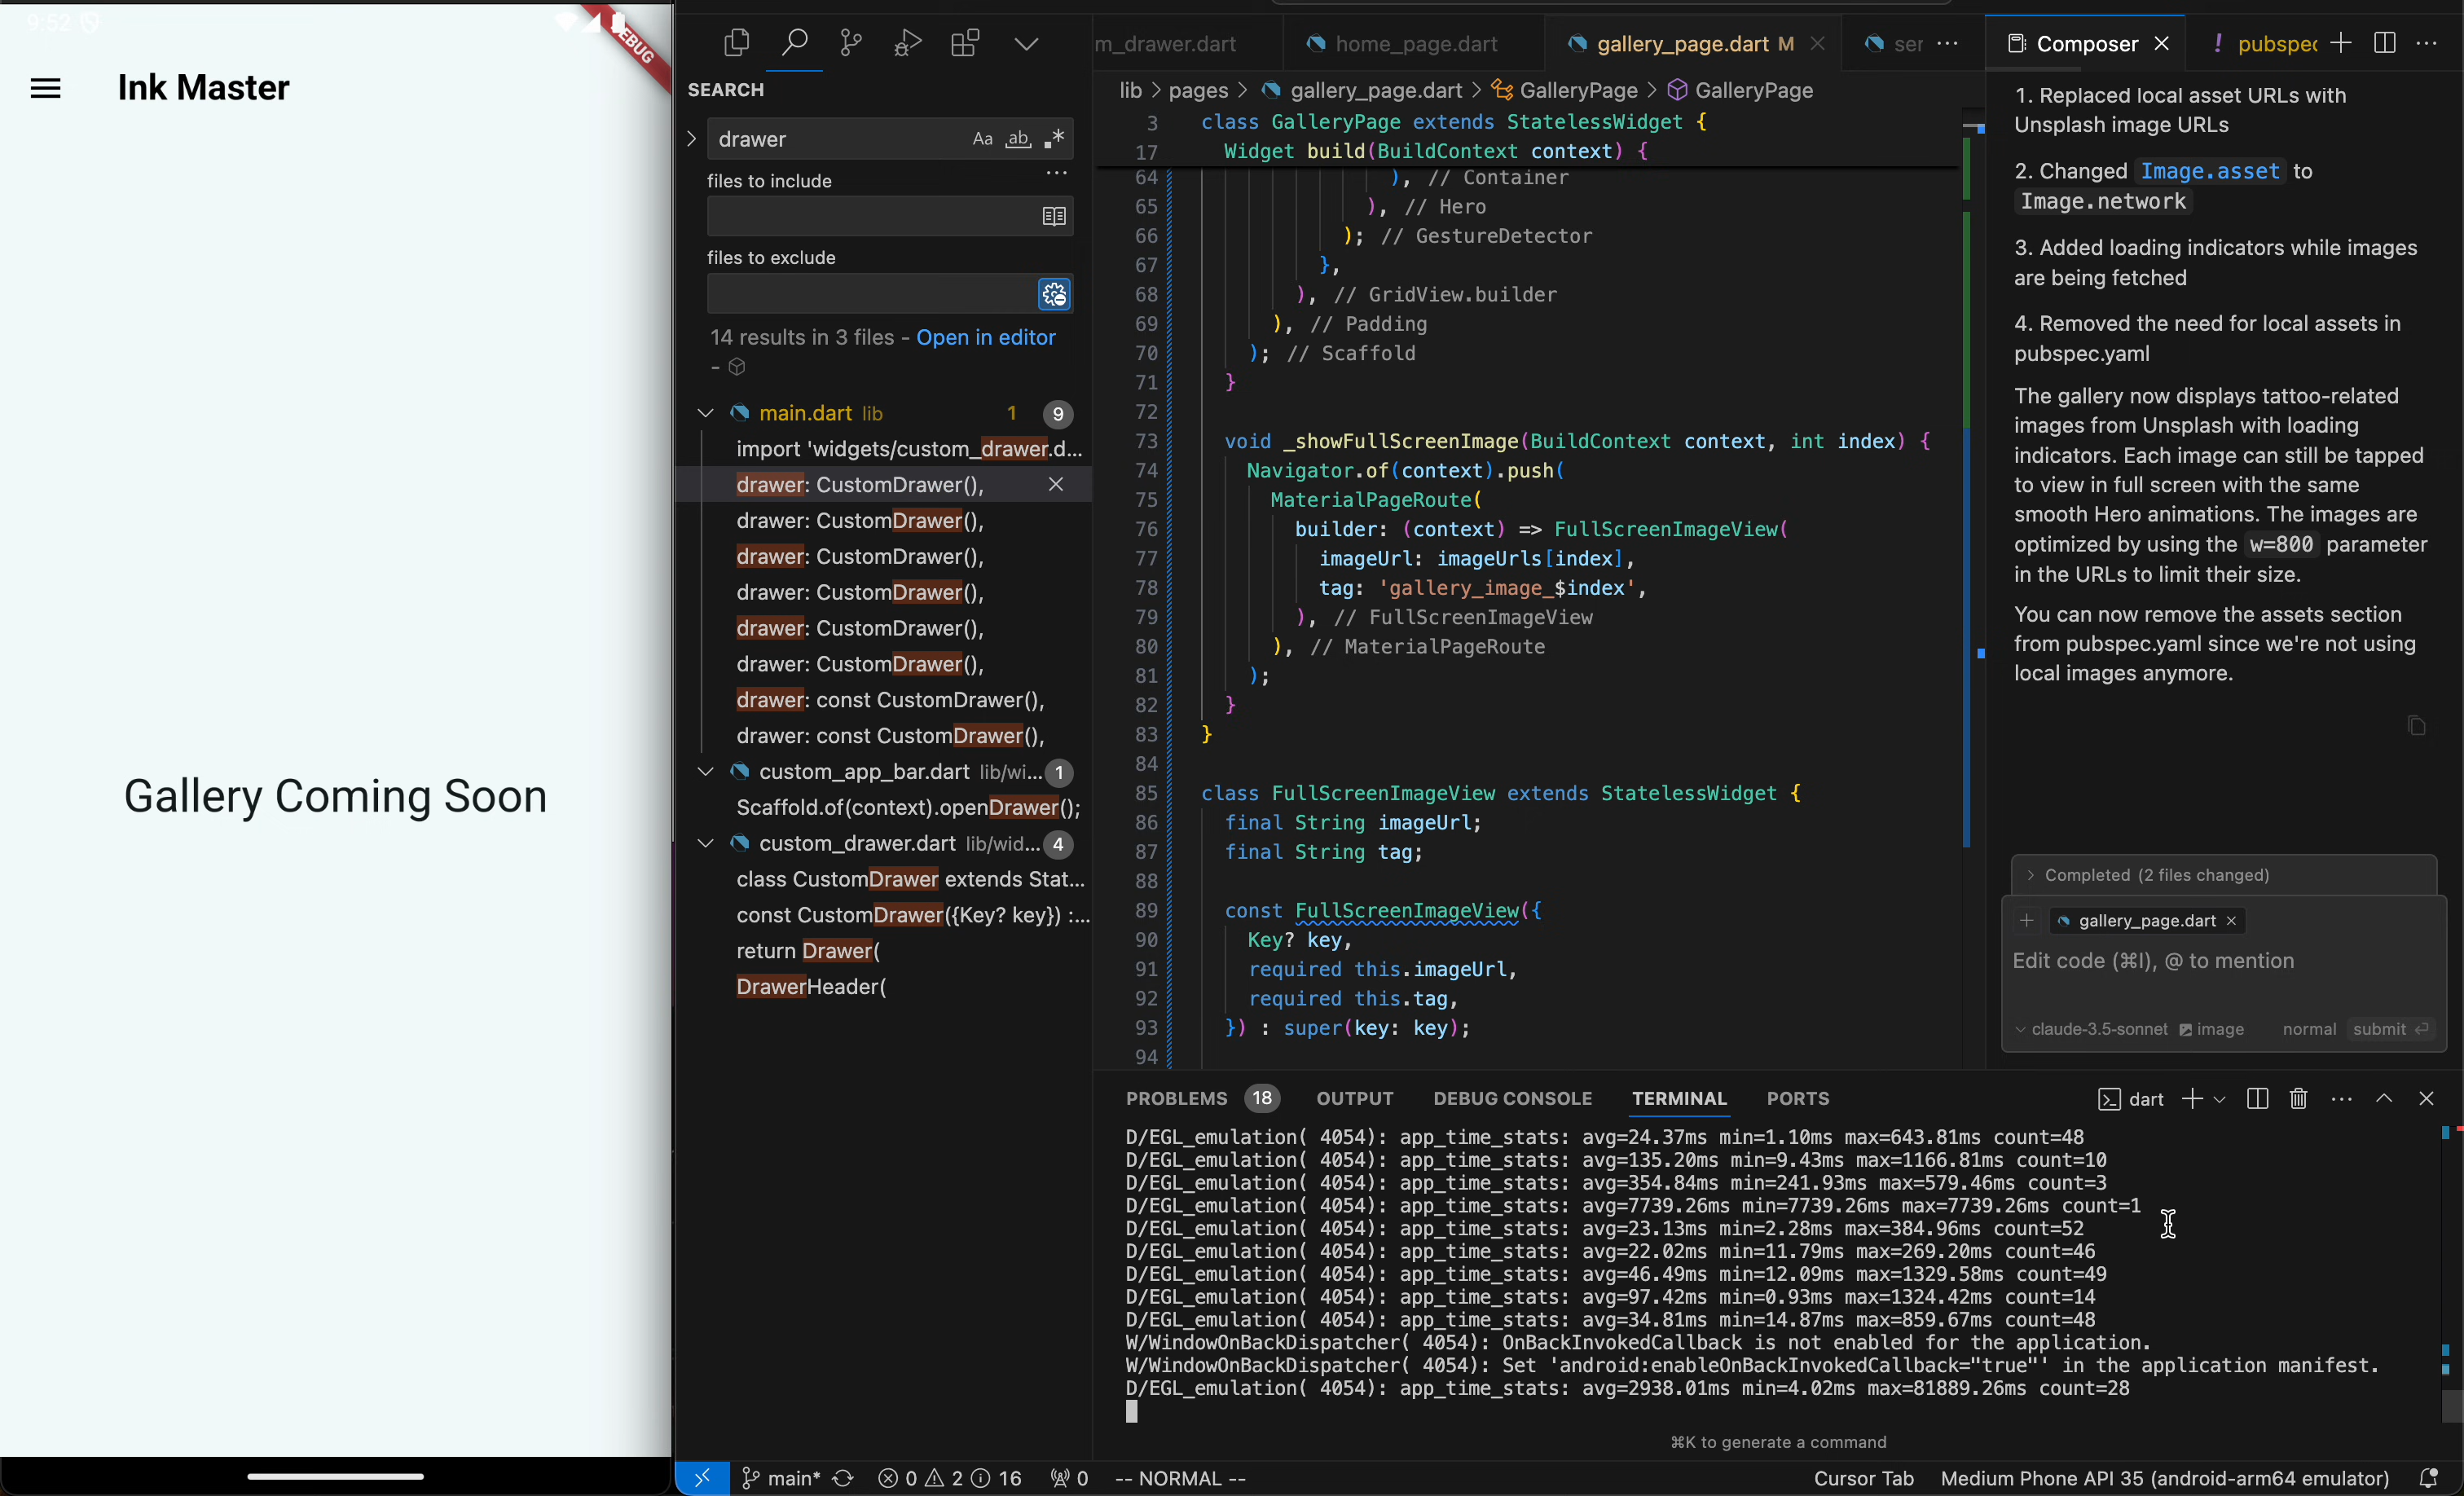 9:52
DEBUG
Ink Master
Gallery Coming Soon
SEARCH
drawer
Aa
ab
.*
files to include
...
files to exclude
14 results in 3 files - Open in editor
-
main.dart lib 1 9
import 'widgets/custom_drawer.d...
drawer: CustomDrawer(),
drawer: CustomDrawer(),
drawer: CustomDrawer(),
drawer: CustomDrawer(),
drawer: CustomDrawer(),
drawer: CustomDrawer(),
drawer: const CustomDrawer(),
drawer: const CustomDrawer(),
custom_app_bar.dart lib/wi... 1
Scaffold.of(context).openDrawer();
custom_drawer.dart lib/wid... 4
class CustomDrawer extends Stat...
const CustomDrawer({Key? key}) :...
return Drawer(
DrawerHeader(
m_drawer.dart home_page.dart gallery_page.dart M ser ...
lib > pages > gallery_page.dart > GalleryPage > GalleryPage
3 class GalleryPage extends StatelessWidget {
17 Widget build(BuildContext context) {
64 ), // Container
65 ), // Hero
66 ); // GestureDetector
67 },
68 ), // GridView.builder
69 ), // Padding
70 ); // Scaffold
71 }
72
73 void _showFullScreenImage(BuildContext context, int index) {
74 Navigator.of(context).push(
75 MaterialPageRoute(
76 builder: (context) => FullScreenImageView(
77 imageUrl: imageUrls[index],
78 tag: 'gallery_image_$index',
79 ), // FullScreenImageView
80 ), // MaterialPageRoute
81 );
82 }
83 }
84
85 class FullScreenImageView extends StatelessWidget {
86 final String imageUrl;
87 final String tag;
88
89 const FullScreenImageView({
90 Key? key,
91 required this.imageUrl,
92 required this.tag,
93 }) : super(key: key);
94
Composer ! pubspec ...
1. Replaced local asset URLs with
Unsplash image URLs
2. Changed Image.asset to
Image.network
3. Added loading indicators while images
are being fetched
4. Removed the need for local assets in
pubspec.yaml
The gallery now displays tattoo-related
images from Unsplash with loading
indicators. Each image can still be tapped
to view in full screen with the same
smooth Hero animations. The images are
optimized by using the w=800 parameter
in the URLs to limit their size.
You can now remove the assets section
from pubspec.yaml since we're not using
local images anymore.
> Completed (2 files changed)
+ gallery_page.dart ×
Edit code (⌘I), @ to mention
claude-3.5-sonnet image normal submit ⏎
PROBLEMS 18 OUTPUT DEBUG CONSOLE TERMINAL PORTS dart
D/EGL_emulation( 4054): app_time_stats: avg=24.37ms min=1.10ms max=643.81ms count=48
D/EGL_emulation( 4054): app_time_stats: avg=135.20ms min=9.43ms max=1166.81ms count=10
D/EGL_emulation( 4054): app_time_stats: avg=354.84ms min=241.93ms max=579.46ms count=3
D/EGL_emulation( 4054): app_time_stats: avg=7739.26ms min=7739.26ms max=7739.26ms count=1
D/EGL_emulation( 4054): app_time_stats: avg=23.13ms min=2.28ms max=384.96ms count=52
D/EGL_emulation( 4054): app_time_stats: avg=22.02ms min=11.79ms max=269.20ms count=46
D/EGL_emulation( 4054): app_time_stats: avg=46.49ms min=12.09ms max=1329.58ms count=49
D/EGL_emulation( 4054): app_time_stats: avg=97.42ms min=0.93ms max=1324.42ms count=14
D/EGL_emulation( 4054): app_time_stats: avg=34.81ms min=14.87ms max=859.67ms count=48
W/WindowOnBackDispatcher( 4054): OnBackInvokedCallback is not enabled for the application.
W/WindowOnBackDispatcher( 4054): Set 'android:enableOnBackInvokedCallback="true"' in the application manifest.
D/EGL_emulation( 4054): app_time_stats: avg=2938.01ms min=4.02ms max=81889.26ms count=28
⌘K to generate a command
main* 0 2 16 0 -- NORMAL -- Cursor Tab Medium Phone API 35 (android-arm64 emulator)